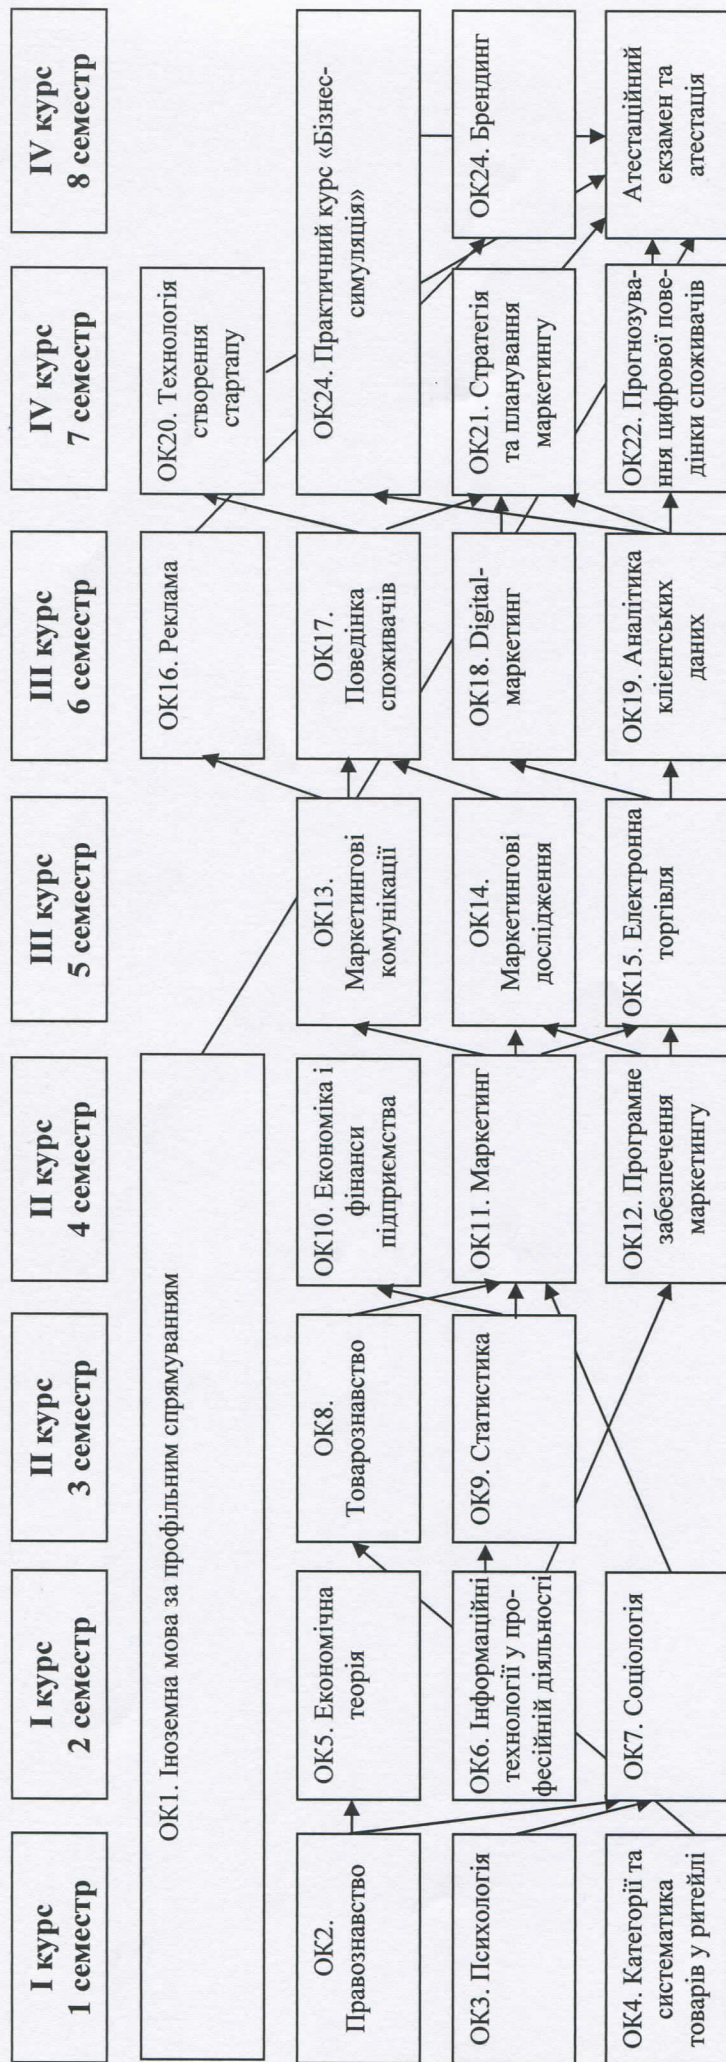 I курс
1 семестр
I курс
2 семестр
II курс
3 семестр
II курс
4 семестр
III курс
5 семестр
III курс
6 семестр
IV курс
7 семестр
IV курс
8 семестр
ОК1. Іноземна мова за профільним спрямуванням
ОК2.
Правознавство
ОК3. Психологія
ОК4. Категорії та
систематика
товарів у ритейлі
ОК5. Економічна
теорія
ОК6. Інформаційні
технології у про-
фесійній діяльності
ОК7. Соціологія
ОК8.
Товарознавство
ОК9. Статистика
ОК10. Економіка і
фінанси
підприємства
ОК11. Маркетинг
ОК12. Програмне
забезпечення
маркетингу
ОК13.
Маркетингові
комунікації
ОК14.
Маркетингові
дослідження
ОК15. Електронна
торгівля
ОК16. Реклама
ОК17.
Поведінка
споживачів
ОК18. Digital-
маркетинг
ОК19. Аналітика
клієнтських
даних
ОК20. Технологія
створення
стартапу
ОК24. Практичний курс «Бізнес-
симуляція»
ОК21. Стратегія
та планування
маркетингу
ОК22. Прогнозува-
ння цифрової пове-
дінки споживачів
ОК24. Брендинг
Атестаційний
екзамен та
атестація